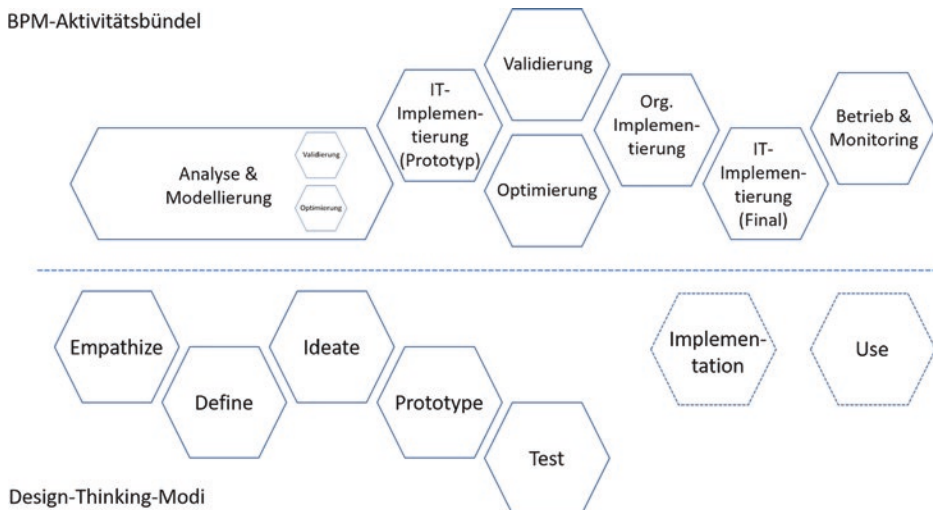 BPM-Aktivitätsbündel
Analyse &
Modellierung
Validierung
Optimierung
IT-
Implemen-
tierung
(Prototyp)
Validierung
Optimierung
Org.
Implemen-
tierung
IT-
Implemen-
tierung
(Final)
Betrieb &
Monitoring
Empathize
Define
Ideate
Prototype
Test
Implemen-
tation
Use
Design-Thinking-Modi